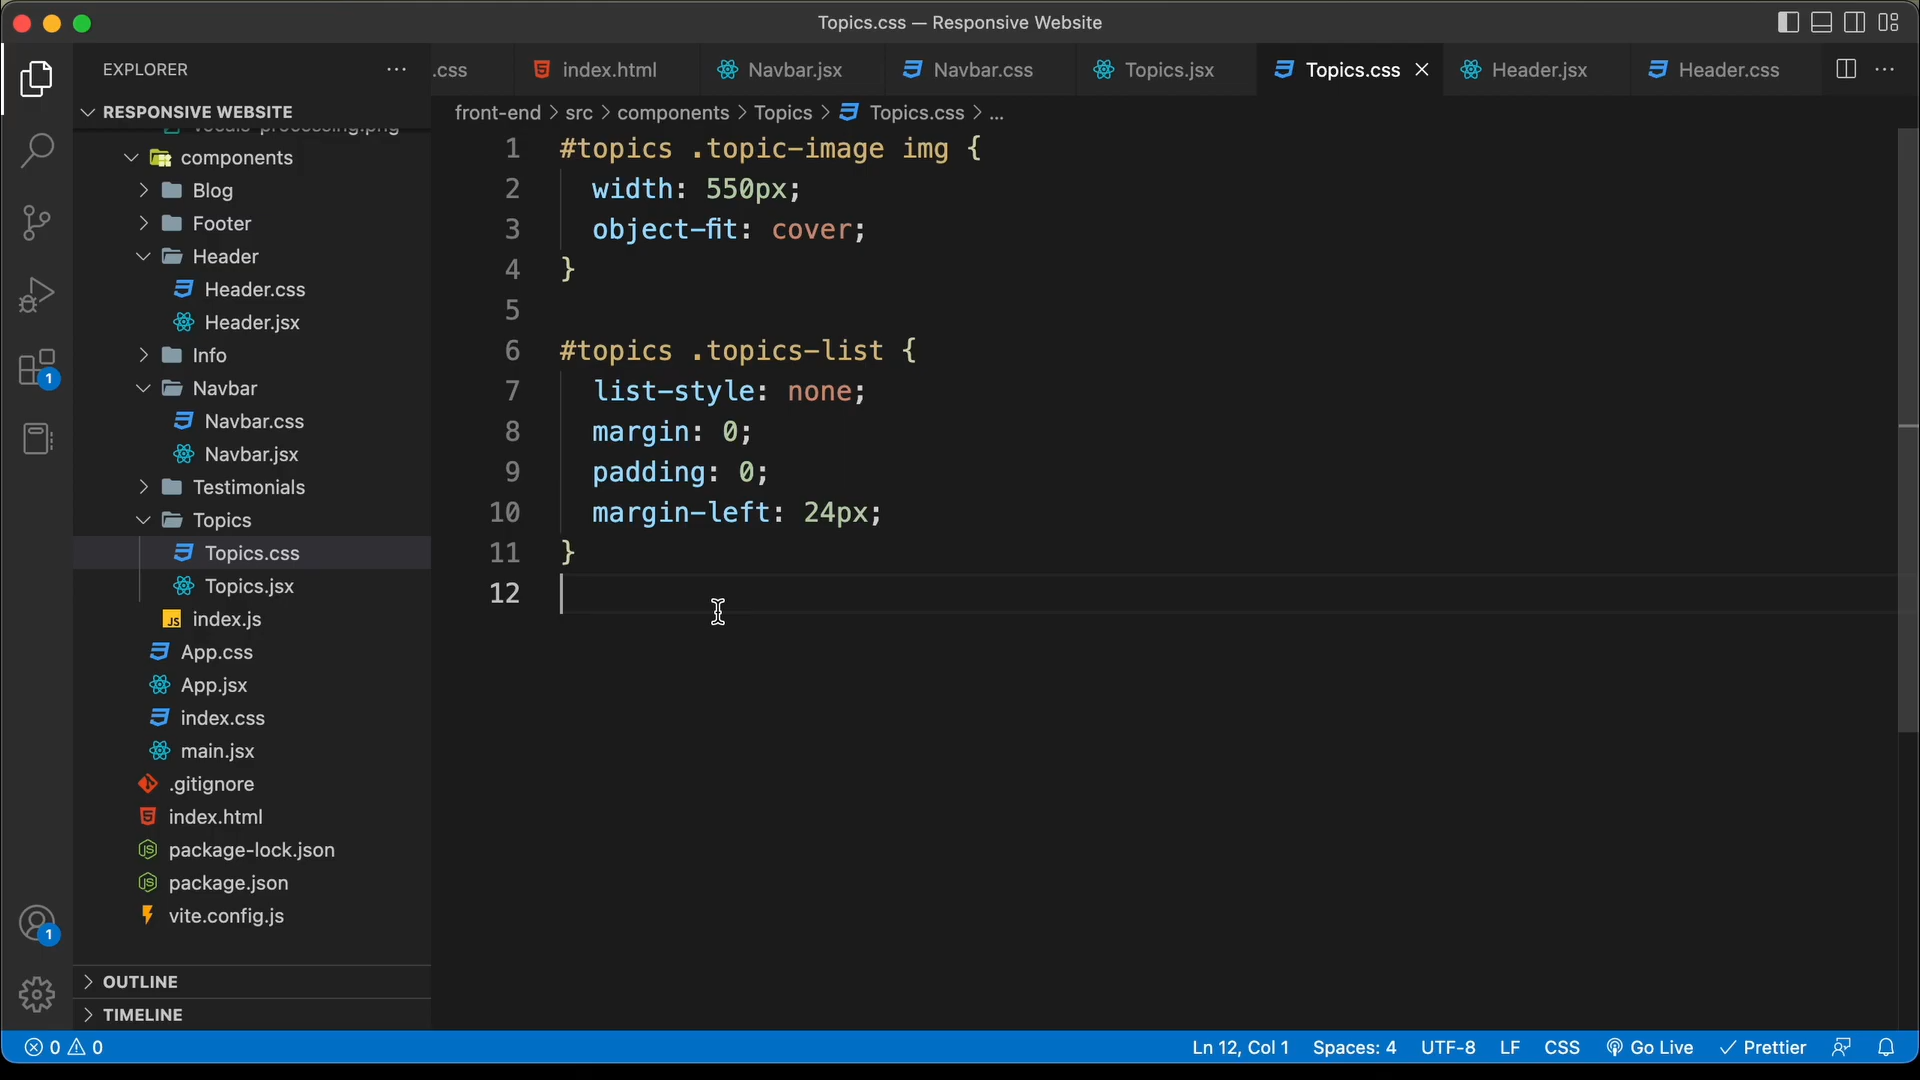 Topics.css — Responsive Website
EXPLORER
.css
index.html
Navbar.jsx
Navbar.css
Topics.jsx
Topics.css
Header.jsx
Header.css
RESPONSIVE WEBSITE
front-end > src > components > Topics > Topics.css > ...
vocals-processing.png
components
Blog
Footer
Header
Header.css
Header.jsx
Info
Navbar
Navbar.css
Navbar.jsx
Testimonials
Topics
Topics.css
Topics.jsx
JS index.js
App.css
App.jsx
index.css
main.jsx
.gitignore
index.html
package-lock.json
package.json
vite.config.js
OUTLINE
TIMELINE
1 #topics .topic-image img {
2 width: 550px;
3 object-fit: cover;
4 }
5
6 #topics .topics-list {
7 list-style: none;
8 margin: 0;
9 padding: 0;
10 margin-left: 24px;
11 }
12
1
1
0 0
Ln 12, Col 1
Spaces: 4
UTF-8
LF
CSS
Go Live
Prettier